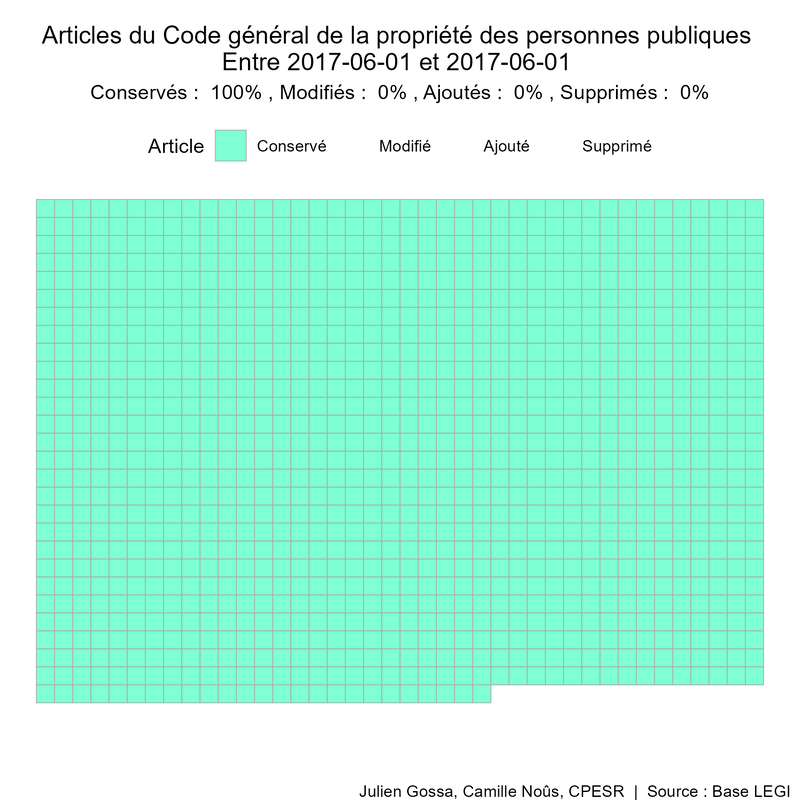 Articles du Code général de la propriété des personnes publiques
Entre 2017-06-01 et 2017-06-01
Conservés :  100% , Modifiés :  0% , Ajoutés :  0% , Supprimés :  0%
Article Conservé Modifié Ajouté Supprimé
Julien Gossa, Camille Noûs, CPESR | Source : Base LEGI